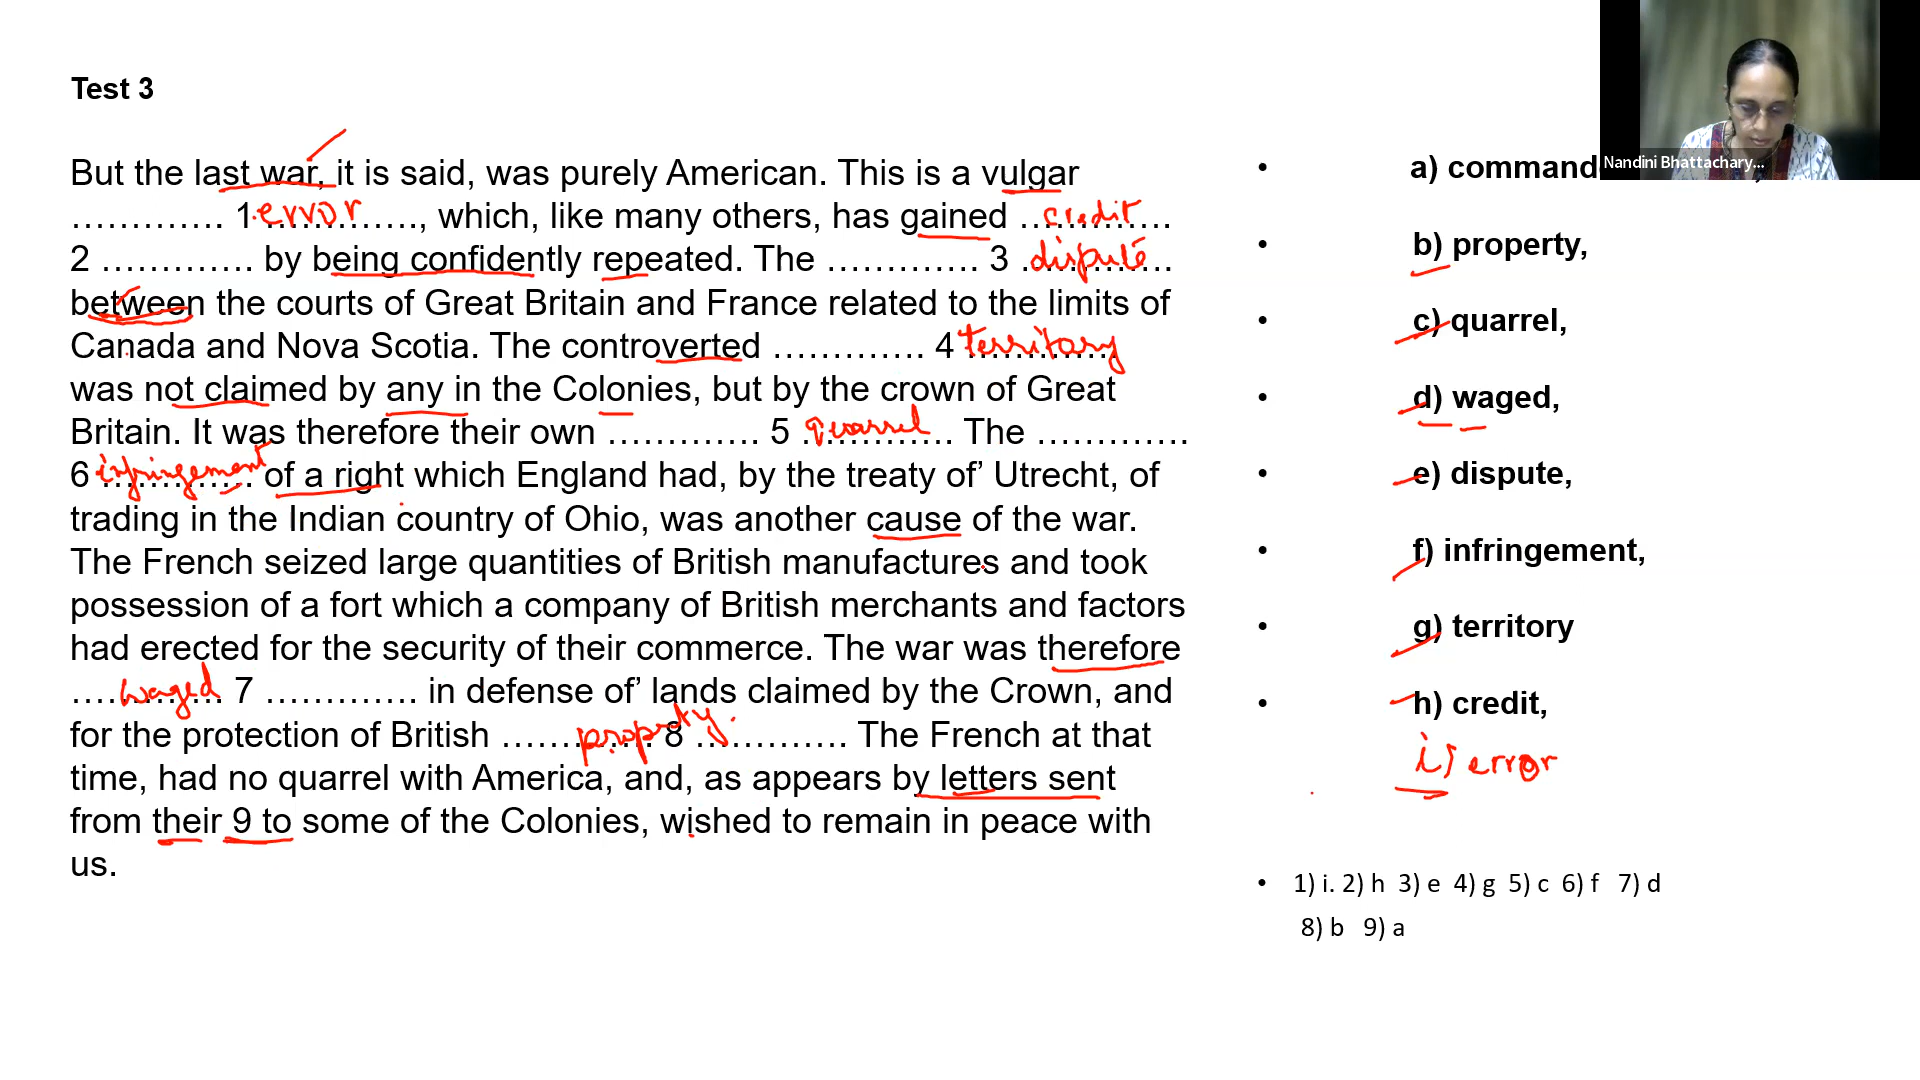 Test 3
But the last war, it is said, was purely American. This is a vulgar
…………. 1 error …………., which, like many others, has gained credit ………….
2 …………. by being confidently repeated. The …………. 3 dispute ………….
between the courts of Great Britain and France related to the limits of
Canada and Nova Scotia. The controverted …………. 4 territory ………….
was not claimed by any in the Colonies, but by the crown of Great
Britain. It was therefore their own …………. 5 quarrel …………. The ………….
6 infringement …………. of a right which England had, by the treaty of’ Utrecht, of
trading in the Indian country of Ohio, was another cause of the war.
The French seized large quantities of British manufactures and took
possession of a fort which a company of British merchants and factors
had erected for the security of their commerce. The war was therefore
…………. waged 7 …………. in defense of’ lands claimed by the Crown, and
for the protection of British …………. property. 8 …………. The French at that
time, had no quarrel with America, and, as appears by letters sent
from their 9 to some of the Colonies, wished to remain in peace with
us.
Nandini Bhattachary...
• a) command
• b) property,
• c) quarrel,
• d) waged,
• e) dispute,
• f) infringement,
• g) territory
• h) credit,
i) error
• 1) i. 2) h 3) e 4) g 5) c 6) f 7) d
8) b 9) a